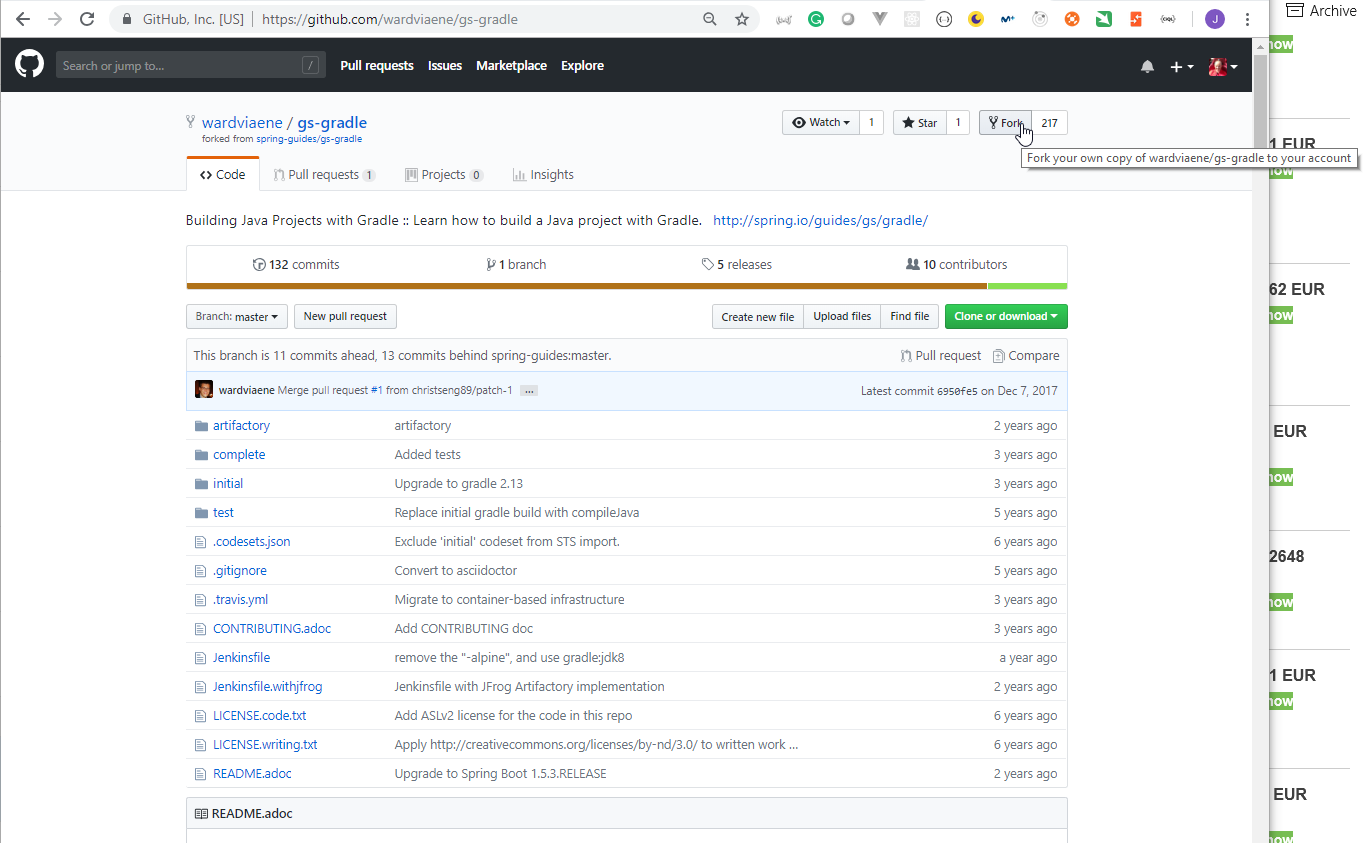 GitHub, Inc. [US] | https://github.com/wardviaene/gs-gradle
Archive
Search or jump to... /
Pull requests Issues Marketplace Explore
wardviaene / gs-gradle
forked from spring-guides/gs-gradle
Watch 1 Star 1 Fork 217
Fork your own copy of wardviaene/gs-gradle to your account
Code Pull requests 1 Projects 0 Insights
Building Java Projects with Gradle :: Learn how to build a Java project with Gradle. http://spring.io/guides/gs/gradle/
132 commits 1 branch 5 releases 10 contributors
Branch: master New pull request Create new file Upload files Find file Clone or download
This branch is 11 commits ahead, 13 commits behind spring-guides:master. Pull request Compare
wardviaene Merge pull request #1 from christseng89/patch-1 ... Latest commit 6950fe5 on Dec 7, 2017
artifactory artifactory 2 years ago
complete Added tests 3 years ago
initial Upgrade to gradle 2.13 3 years ago
test Replace initial gradle build with compileJava 5 years ago
.codesets.json Exclude 'initial' codeset from STS import. 6 years ago
.gitignore Convert to asciidoctor 5 years ago
.travis.yml Migrate to container-based infrastructure 3 years ago
CONTRIBUTING.adoc Add CONTRIBUTING doc 3 years ago
Jenkinsfile remove the "-alpine", and use gradle:jdk8 a year ago
Jenkinsfile.withjfrog Jenkinsfile with JFrog Artifactory implementation 2 years ago
LICENSE.code.txt Add ASLv2 license for the code in this repo 6 years ago
LICENSE.writing.txt Apply http://creativecommons.org/licenses/by-nd/3.0/ to written work ... 6 years ago
README.adoc Upgrade to Spring Boot 1.5.3.RELEASE 2 years ago
README.adoc
now
1 EUR
now
62 EUR
now
EUR
now
2648
now
1 EUR
now
EUR
now